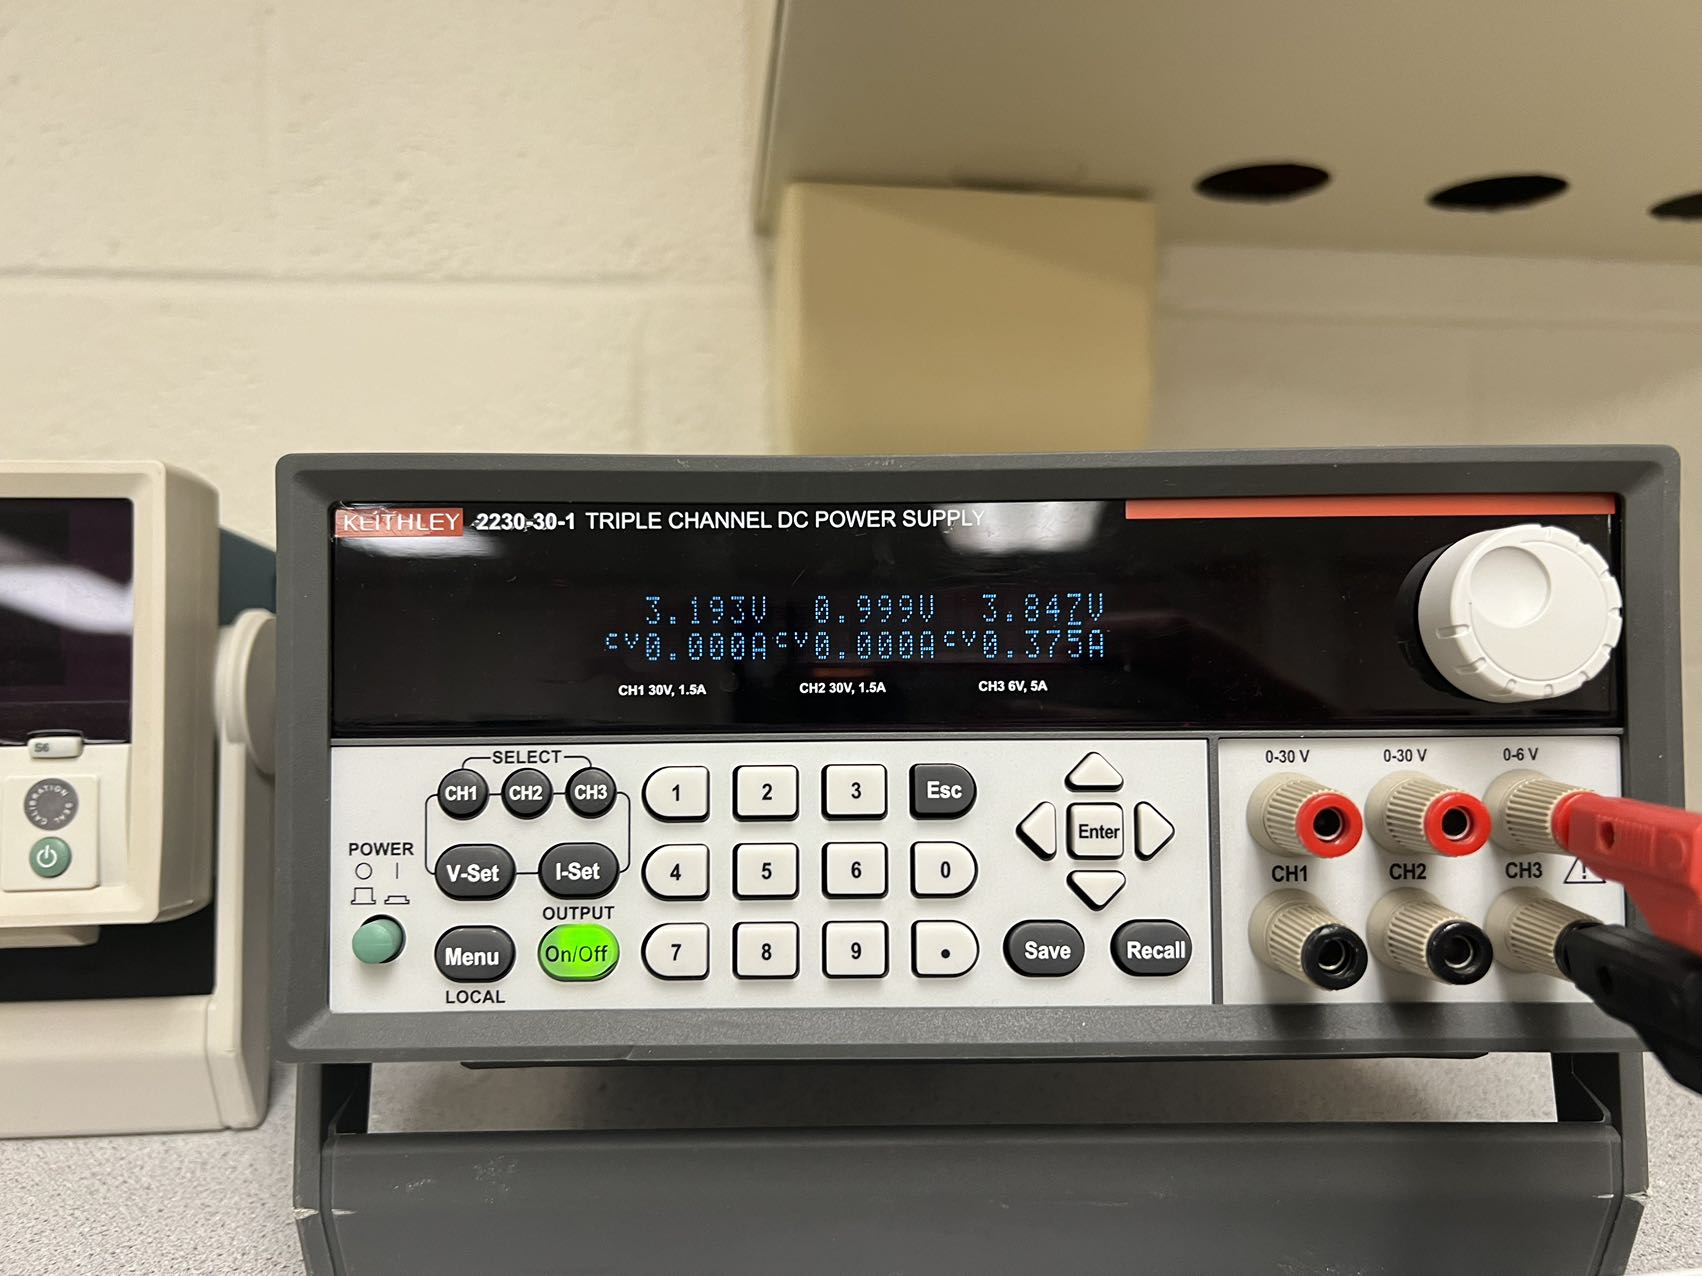 KEITHLEY 2230-30-1 TRIPLE CHANNEL DC POWER SUPPLY
3.193V 0.999V 3.847V
cv0.000A cv0.000A cv0.375A
CH1 30V, 1.5A CH2 30V, 1.5A CH3 6V, 5A
SELECT
CH1 CH2 CH3
1 2 3 Esc
Enter
POWER
V-Set I-Set
4 5 6 0
OUTPUT
Menu On/Off
7 8 9 .
Save Recall
LOCAL
0-30 V 0-30 V 0-6 V
CH1 CH2 CH3
S6
CALIBRATION SEAL